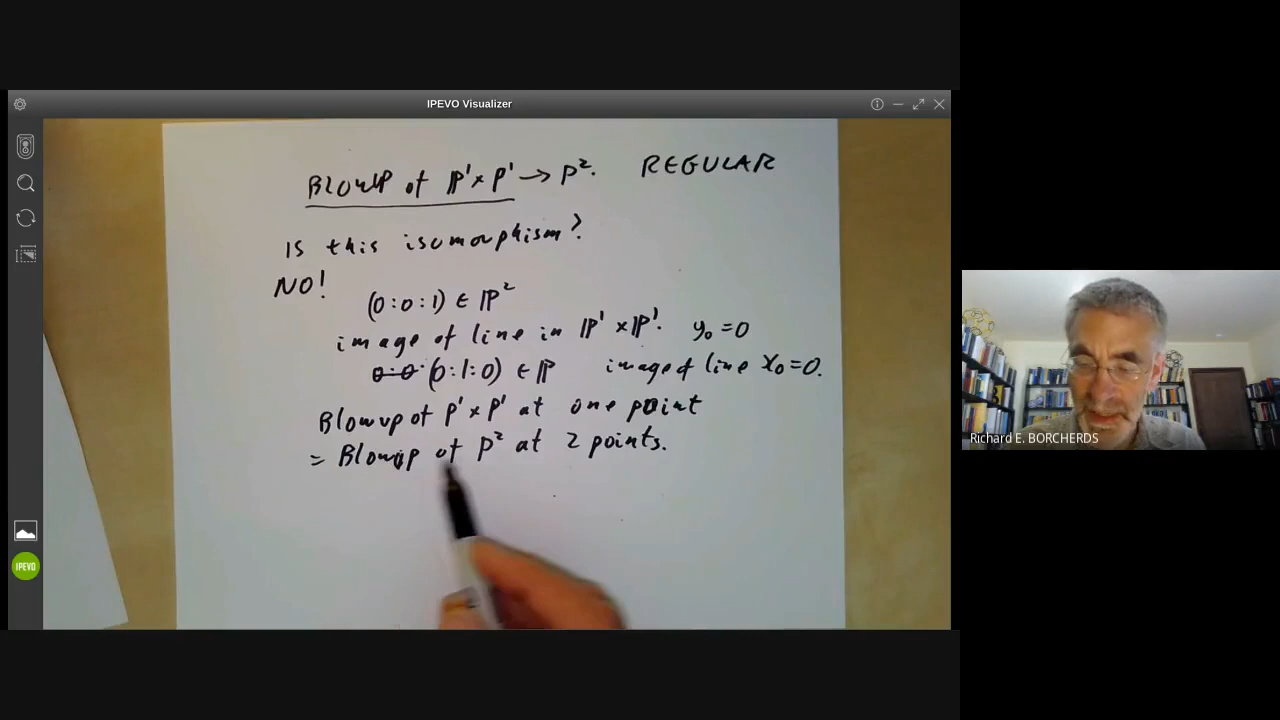 IPEVO Visualizer
BLOWUP of ℙ¹ × P¹ → P². REGULAR
Is this isomorphism?
NO!
(0:0:1) ∈ ℙ²
image of line in ℙ¹ × ℙ¹. y₀ = 0
0:0: (0:1:0) ∈ ℙ image of line x₀ = 0.
Blowup of P¹ × P¹ at one point
= Blowup of P² at 2 points.
IPEVO
Richard E. BORCHERDS